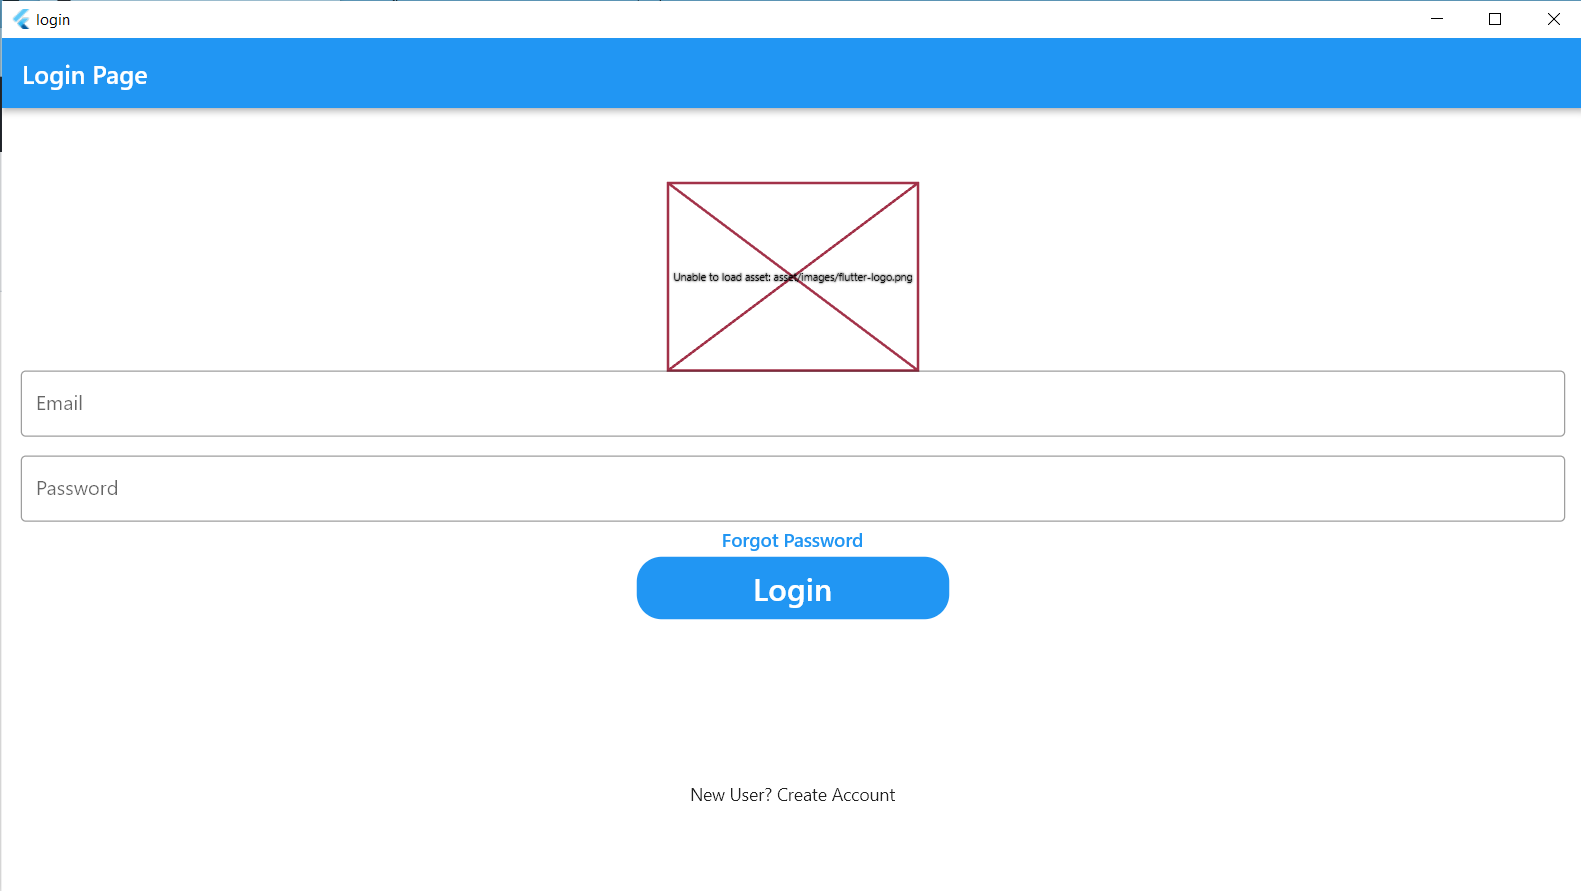 login
Login Page
Unable to load asset: asset/images/flutter-logo.png
Email
Password
Forgot Password
Login
New User? Create Account